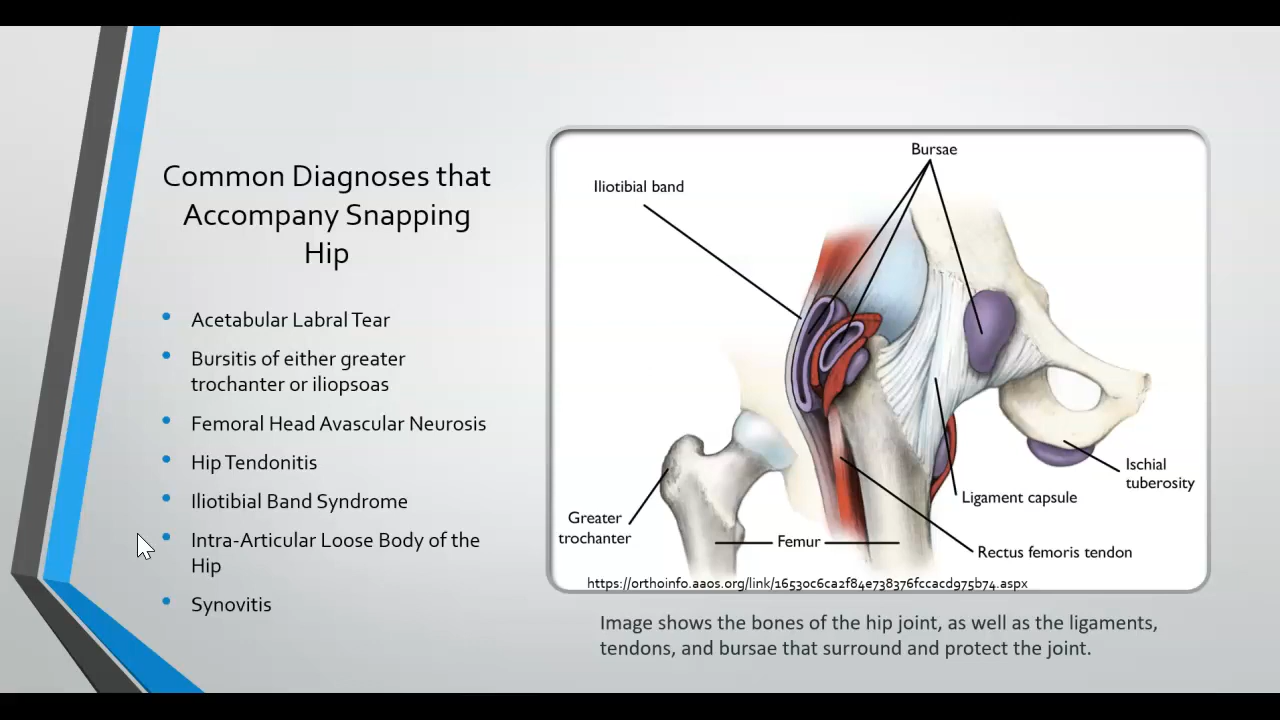 Common Diagnoses that
Accompany Snapping
Hip
Acetabular Labral Tear
Bursitis of either greater
trochanter or iliopsoas
Femoral Head Avascular Neurosis
Hip Tendonitis
Iliotibial Band Syndrome
Intra-Articular Loose Body of the
Hip
Synovitis
Bursae
Iliotibial band
Ischial
tuberosity
Ligament capsule
Greater
trochanter
Femur
Rectus femoris tendon
https://orthoinfo.aaos.org/link/16530c6ca2f84e738376fccacd975b74.aspx
Image shows the bones of the hip joint, as well as the ligaments,
tendons, and bursae that surround and protect the joint.